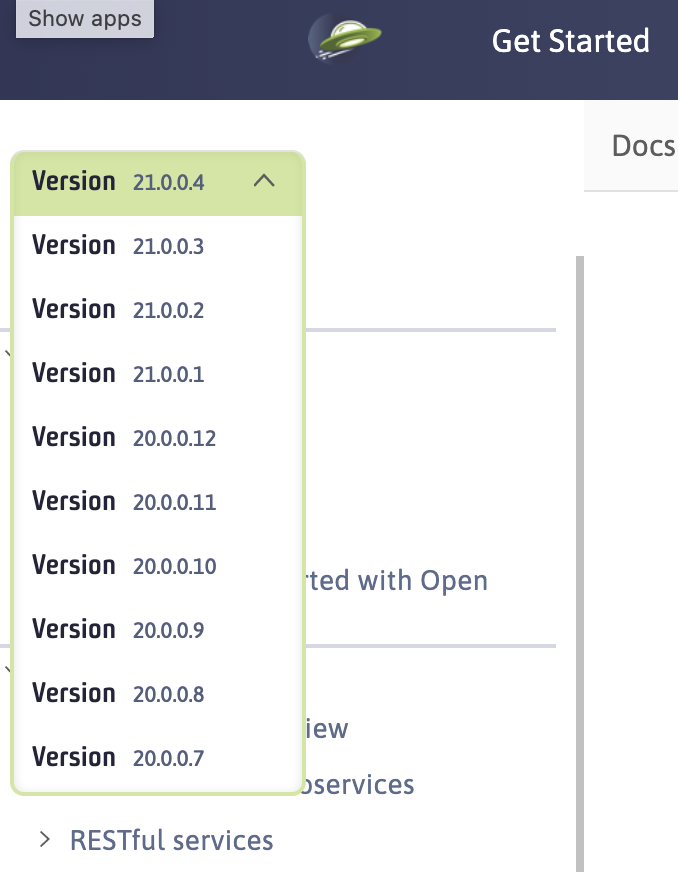 Show apps
Get Started
Docs
Version 21.0.0.4
Version 21.0.0.3
Version 21.0.0.2
Version 21.0.0.1
Version 20.0.0.12
Version 20.0.0.11
Version 20.0.0.10
rted with Open
Version 20.0.0.9
Version 20.0.0.8
iew
Version 20.0.0.7
oservices
RESTful services